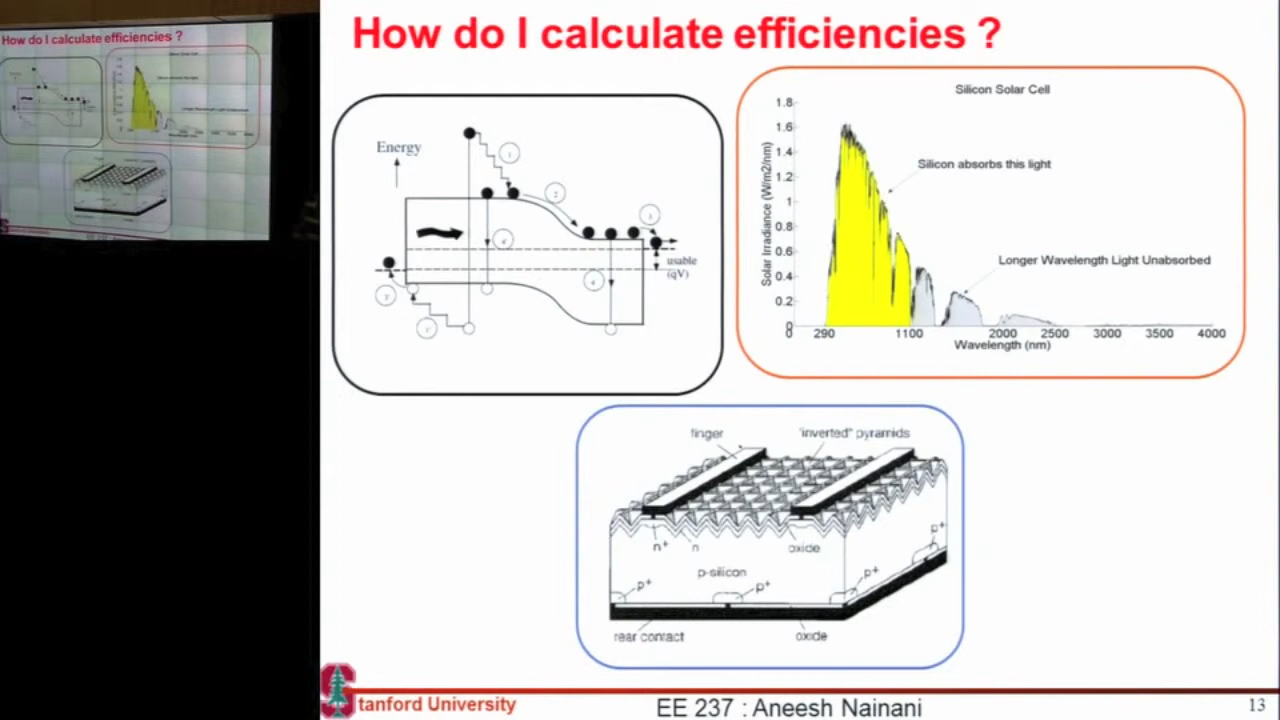 How do I calculate efficiencies ?
How do I calculate efficiencies ?
Energy
1
2
3
usable
(qV)
Silicon Solar Cell
Solar Irradiance (W/m2/nm)
1.8
1.6
1.4
1.2
1
0.8
0.6
0.4
0.2
0
0 290 1100 2000 2500 3000 3500 4000
Wavelength (nm)
Silicon absorbs this light
Longer Wavelength Light Unabsorbed
finger "inverted" pyramids
n+ n oxide p+
p-silicon
p+ p+ p+
rear contact oxide
Stanford University
EE 237 : Aneesh Nainani
13